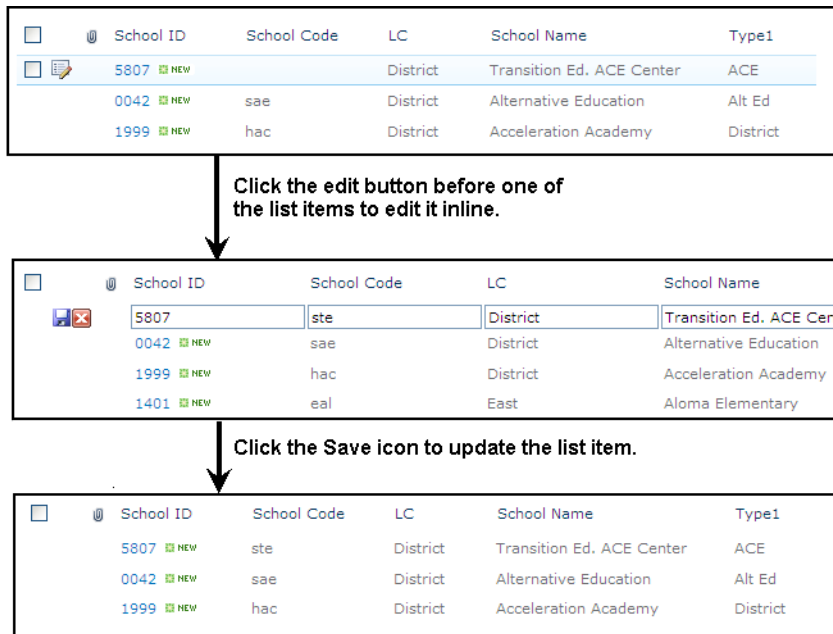 School ID School Code LC School Name Type1
5807 NEW District Transition Ed. ACE Center ACE
0042 NEW sae District Alternative Education Alt Ed
1999 NEW hac District Acceleration Academy District
Click the edit button before one of
the list items to edit it inline.
School ID School Code LC School Name
5807 ste District Transition Ed. ACE Cer
0042 NEW sae District Alternative Education
1999 NEW hac District Acceleration Academy
1401 NEW eal East Aloma Elementary
Click the Save icon to update the list item.
School ID School Code LC School Name Type1
5807 NEW ste District Transition Ed. ACE Center ACE
0042 NEW sae District Alternative Education Alt Ed
1999 NEW hac District Acceleration Academy District